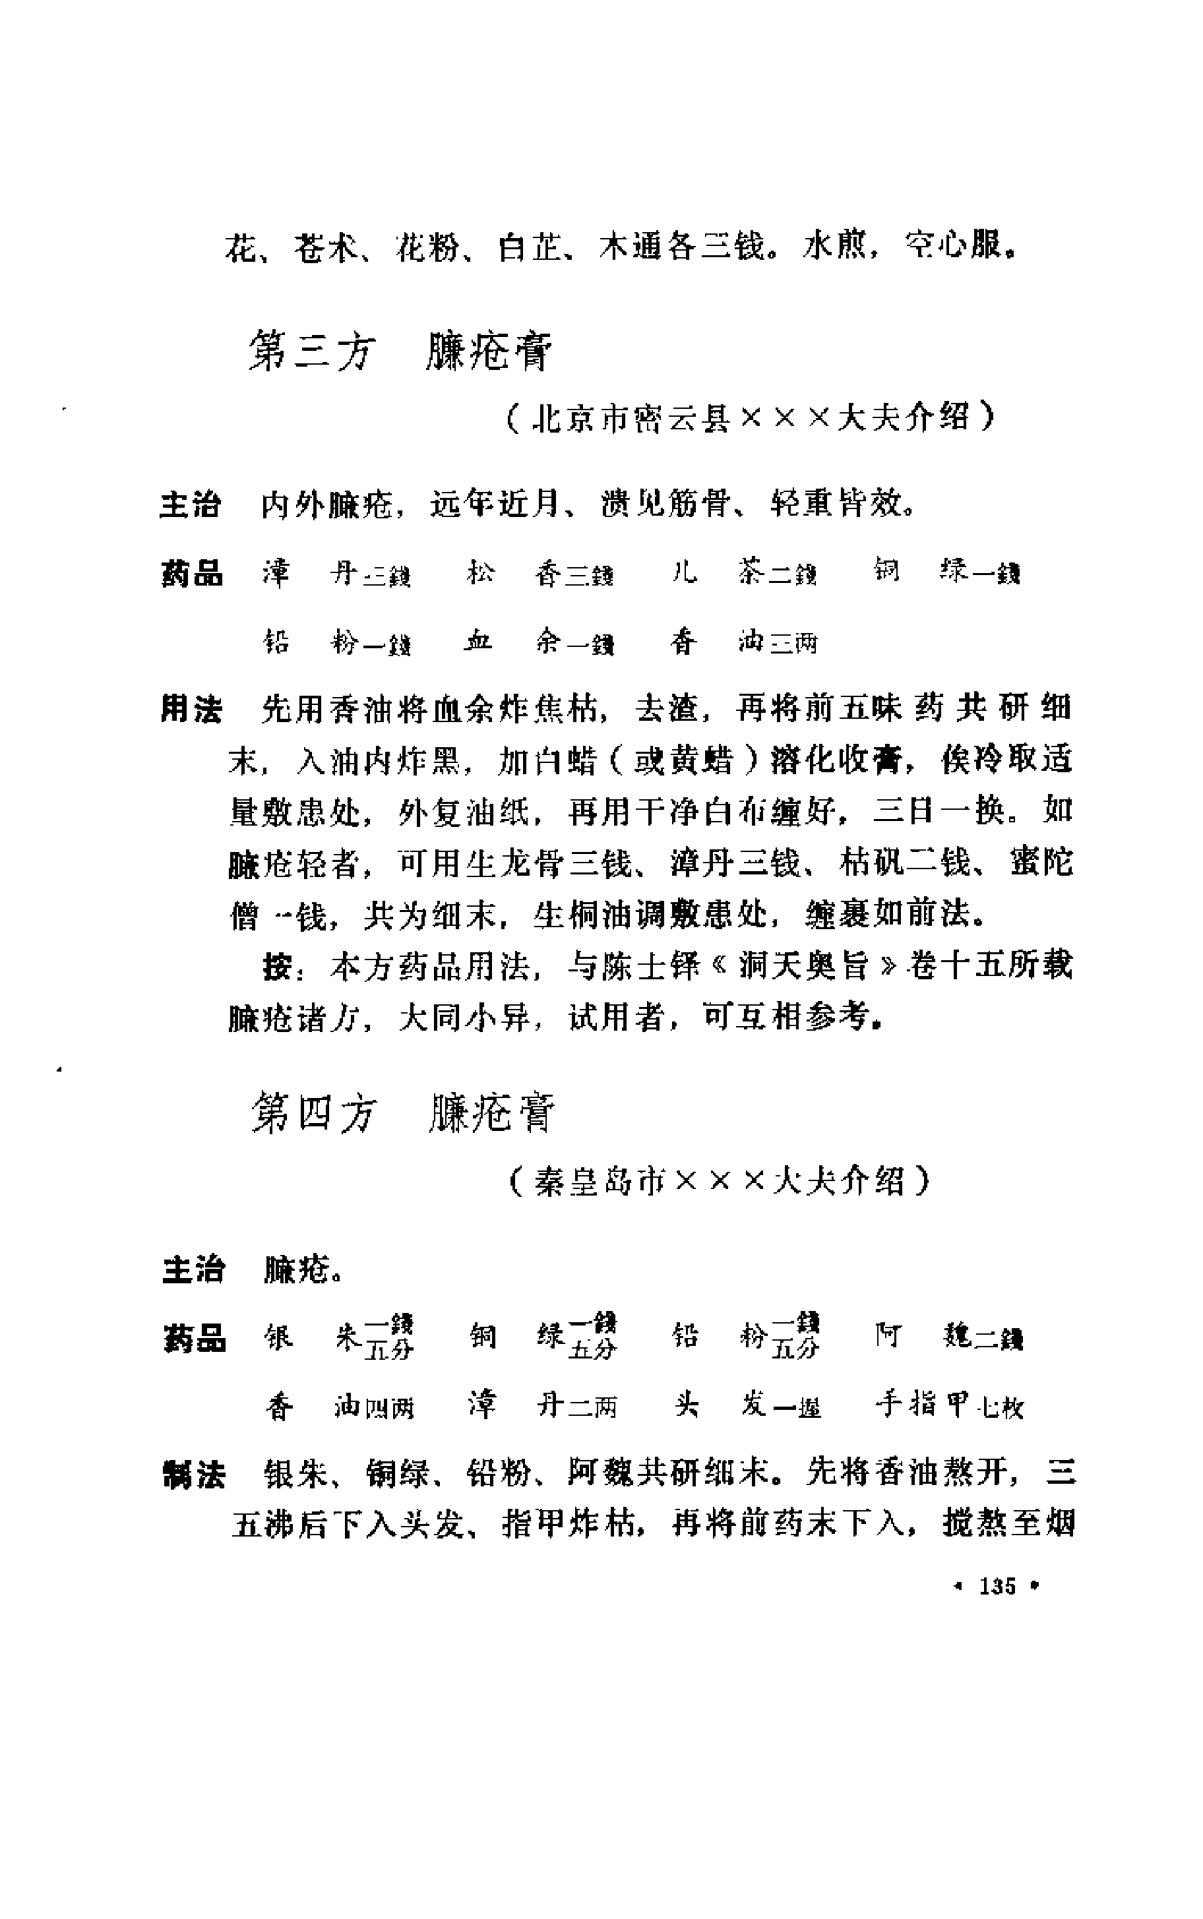 花、苍术、花粉、白芷、木通各三钱。水煎，空心服。
第三方　臁疮膏
（北京市密云县×××大夫介绍）
主治　内外臁疮，远年近月、溃见筋骨、轻重皆效。
药品　漳　丹三錢　松　香三錢　儿　茶二錢　铜　绿一錢
铅　粉一錢　血　余一錢　香　油三两
用法　先用香油将血余炸焦枯，去渣，再将前五味药共研细
末，入油内炸黑，加白蜡（或黄蜡）溶化收膏，俟冷取适
量敷患处，外复油纸，再用干净白布缠好，三日一换。如
臁疮轻者，可用生龙骨三钱、漳丹三钱、枯矾二钱、蜜陀
僧一钱，共为细末，生桐油调敷患处，缠裹如前法。
按：本方药品用法，与陈士铎《洞天奥旨》卷十五所载
臁疮诸方，大同小异，试用者，可互相参考。
第四方　臁疮膏
（秦皇岛市×××大夫介绍）
主治　臁疮。
药品　银　朱一錢五分　铜　绿一錢五分　铅　粉一錢五分　阿　魏二錢
香　油四两　漳　丹二两　头　发一握　手指甲七枚
制法　银朱、铜绿、铅粉、阿魏共研细末。先将香油熬开，三
五沸后下入头发、指甲炸枯，再将前药末下入，搅熬至烟
• 135 •